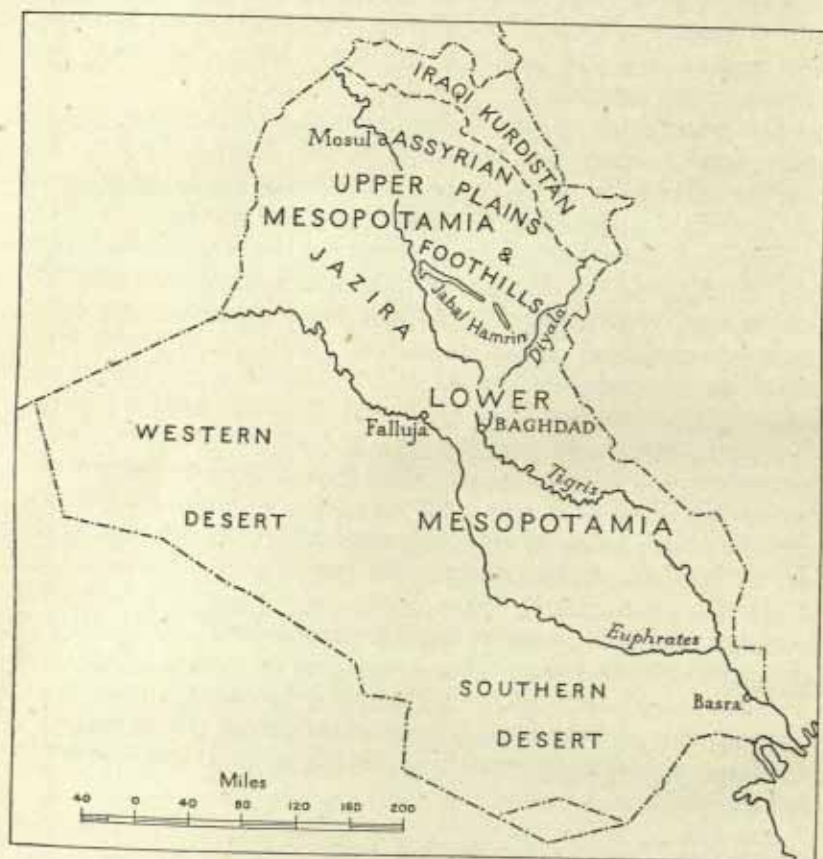 IRAQI KURDISTAN
Mosul
ASSYRIAN
PLAINS
&
FOOTHILLS
UPPER
MESOPOTAMIA
JAZIRA
Jabal Hamrin
Diyala
LOWER
BAGHDAD
Falluja
WESTERN
DESERT
Tigris
MESOPOTAMIA
Euphrates
SOUTHERN
DESERT
Basra
Miles
40 0 40 80 120 160 200